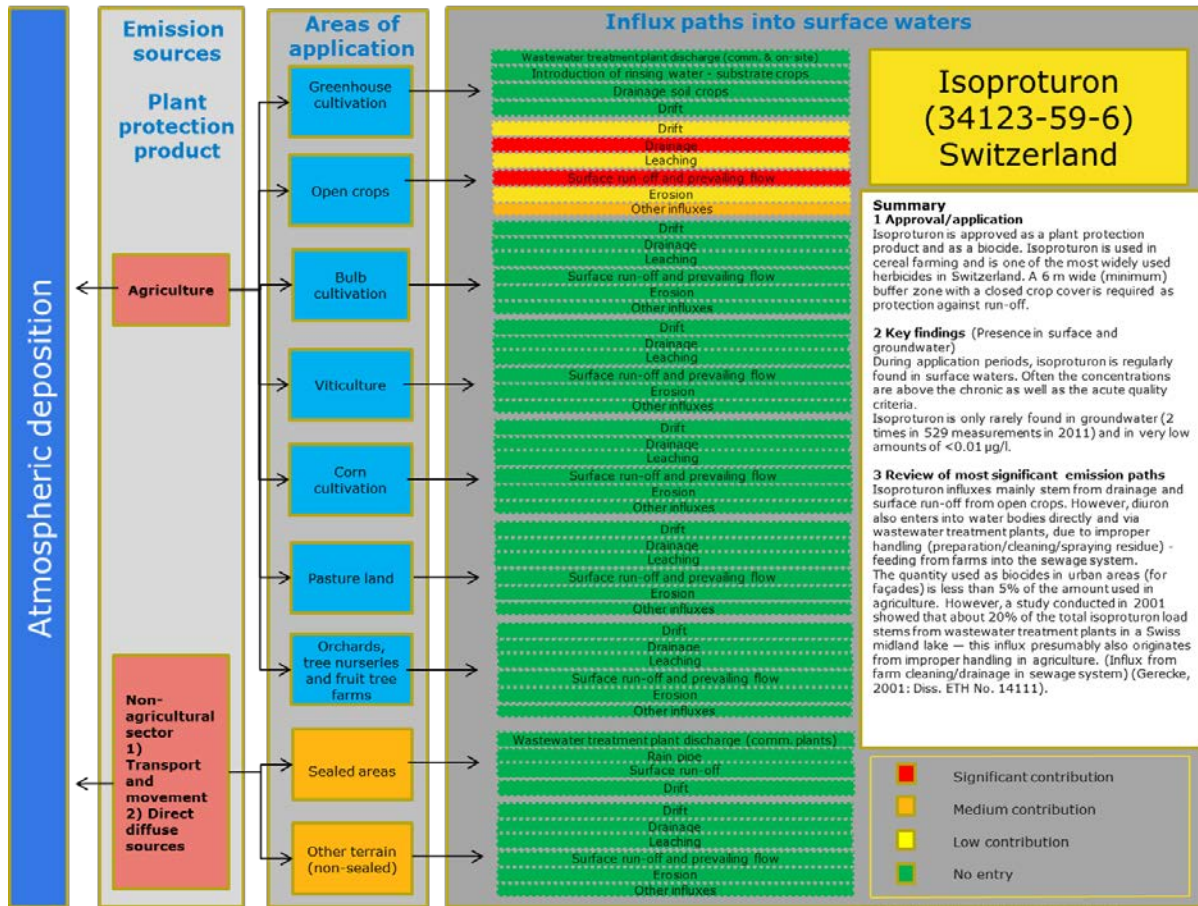 Atmospheric deposition
Emission
sources
Plant
protection
product
Agriculture
Non-
agricultural
sector
1)
Transport
and
movement
2) Direct
diffuse
sources
Areas of
application
Greenhouse
cultivation
Open crops
Bulb
cultivation
Viticulture
Corn
cultivation
Pasture land
Orchards,
tree nurseries
and fruit tree
farms
Sealed areas
Other terrain
(non-sealed)
Influx paths into surface waters
Wastewater treatment plant discharge (comm. & on-site)
Introduction of rinsing water - substrate crops
Drainage soil crops
Drift
Drift
Drainage
Leaching
Surface run-off and prevailing flow
Erosion
Other influxes
Drift
Drainage
Leaching
Surface run-off and prevailing flow
Erosion
Other influxes
Drift
Drainage
Leaching
Surface run-off and prevailing flow
Erosion
Other influxes
Drift
Drainage
Leaching
Surface run-off and prevailing flow
Erosion
Other influxes
Drift
Drainage
Leaching
Surface run-off and prevailing flow
Erosion
Other influxes
Drift
Drainage
Leaching
Surface run-off and prevailing flow
Erosion
Other influxes
Wastewater treatment plant discharge (comm. plants)
Rain pipe
Surface run-off
Drift
Drift
Drainage
Leaching
Surface run-off and prevailing flow
Erosion
Other influxes
Isoproturon
(34123-59-6)
Switzerland
Summary
1 Approval/application
Isoproturon is approved as a plant protection
product and as a biocide. Isoproturon is used in
cereal farming and is one of the most widely used
herbicides in Switzerland. A 6 m wide (minimum)
buffer zone with a closed crop cover is required as
protection against run-off.
2 Key findings (Presence in surface and
groundwater)
During application periods, isoproturon is regularly
found in surface waters. Often the concentrations
are above the chronic as well as the acute quality
criteria.
Isoproturon is only rarely found in groundwater (2
times in 529 measurements in 2011) and in very low
amounts of <0.01 µg/l.
3 Review of most significant emission paths
Isoproturon influxes mainly stem from drainage and
surface run-off from open crops. However, diuron
also enters into water bodies directly and via
wastewater treatment plants, due to improper
handling (preparation/cleaning/spraying residue) -
feeding from farms into the sewage system.
The quantity used as biocides in urban areas (for
façades) is less than 5% of the amount used in
agriculture. However, a study conducted in 2001
showed that about 20% of the total isoproturon load
stems from wastewater treatment plants in a Swiss
midland lake — this influx presumably also originates
from improper handling in agriculture. (Influx from
farm cleaning/drainage in sewage system) (Gerecke,
2001: Diss. ETH No. 14111).
Significant contribution
Medium contribution
Low contribution
No entry